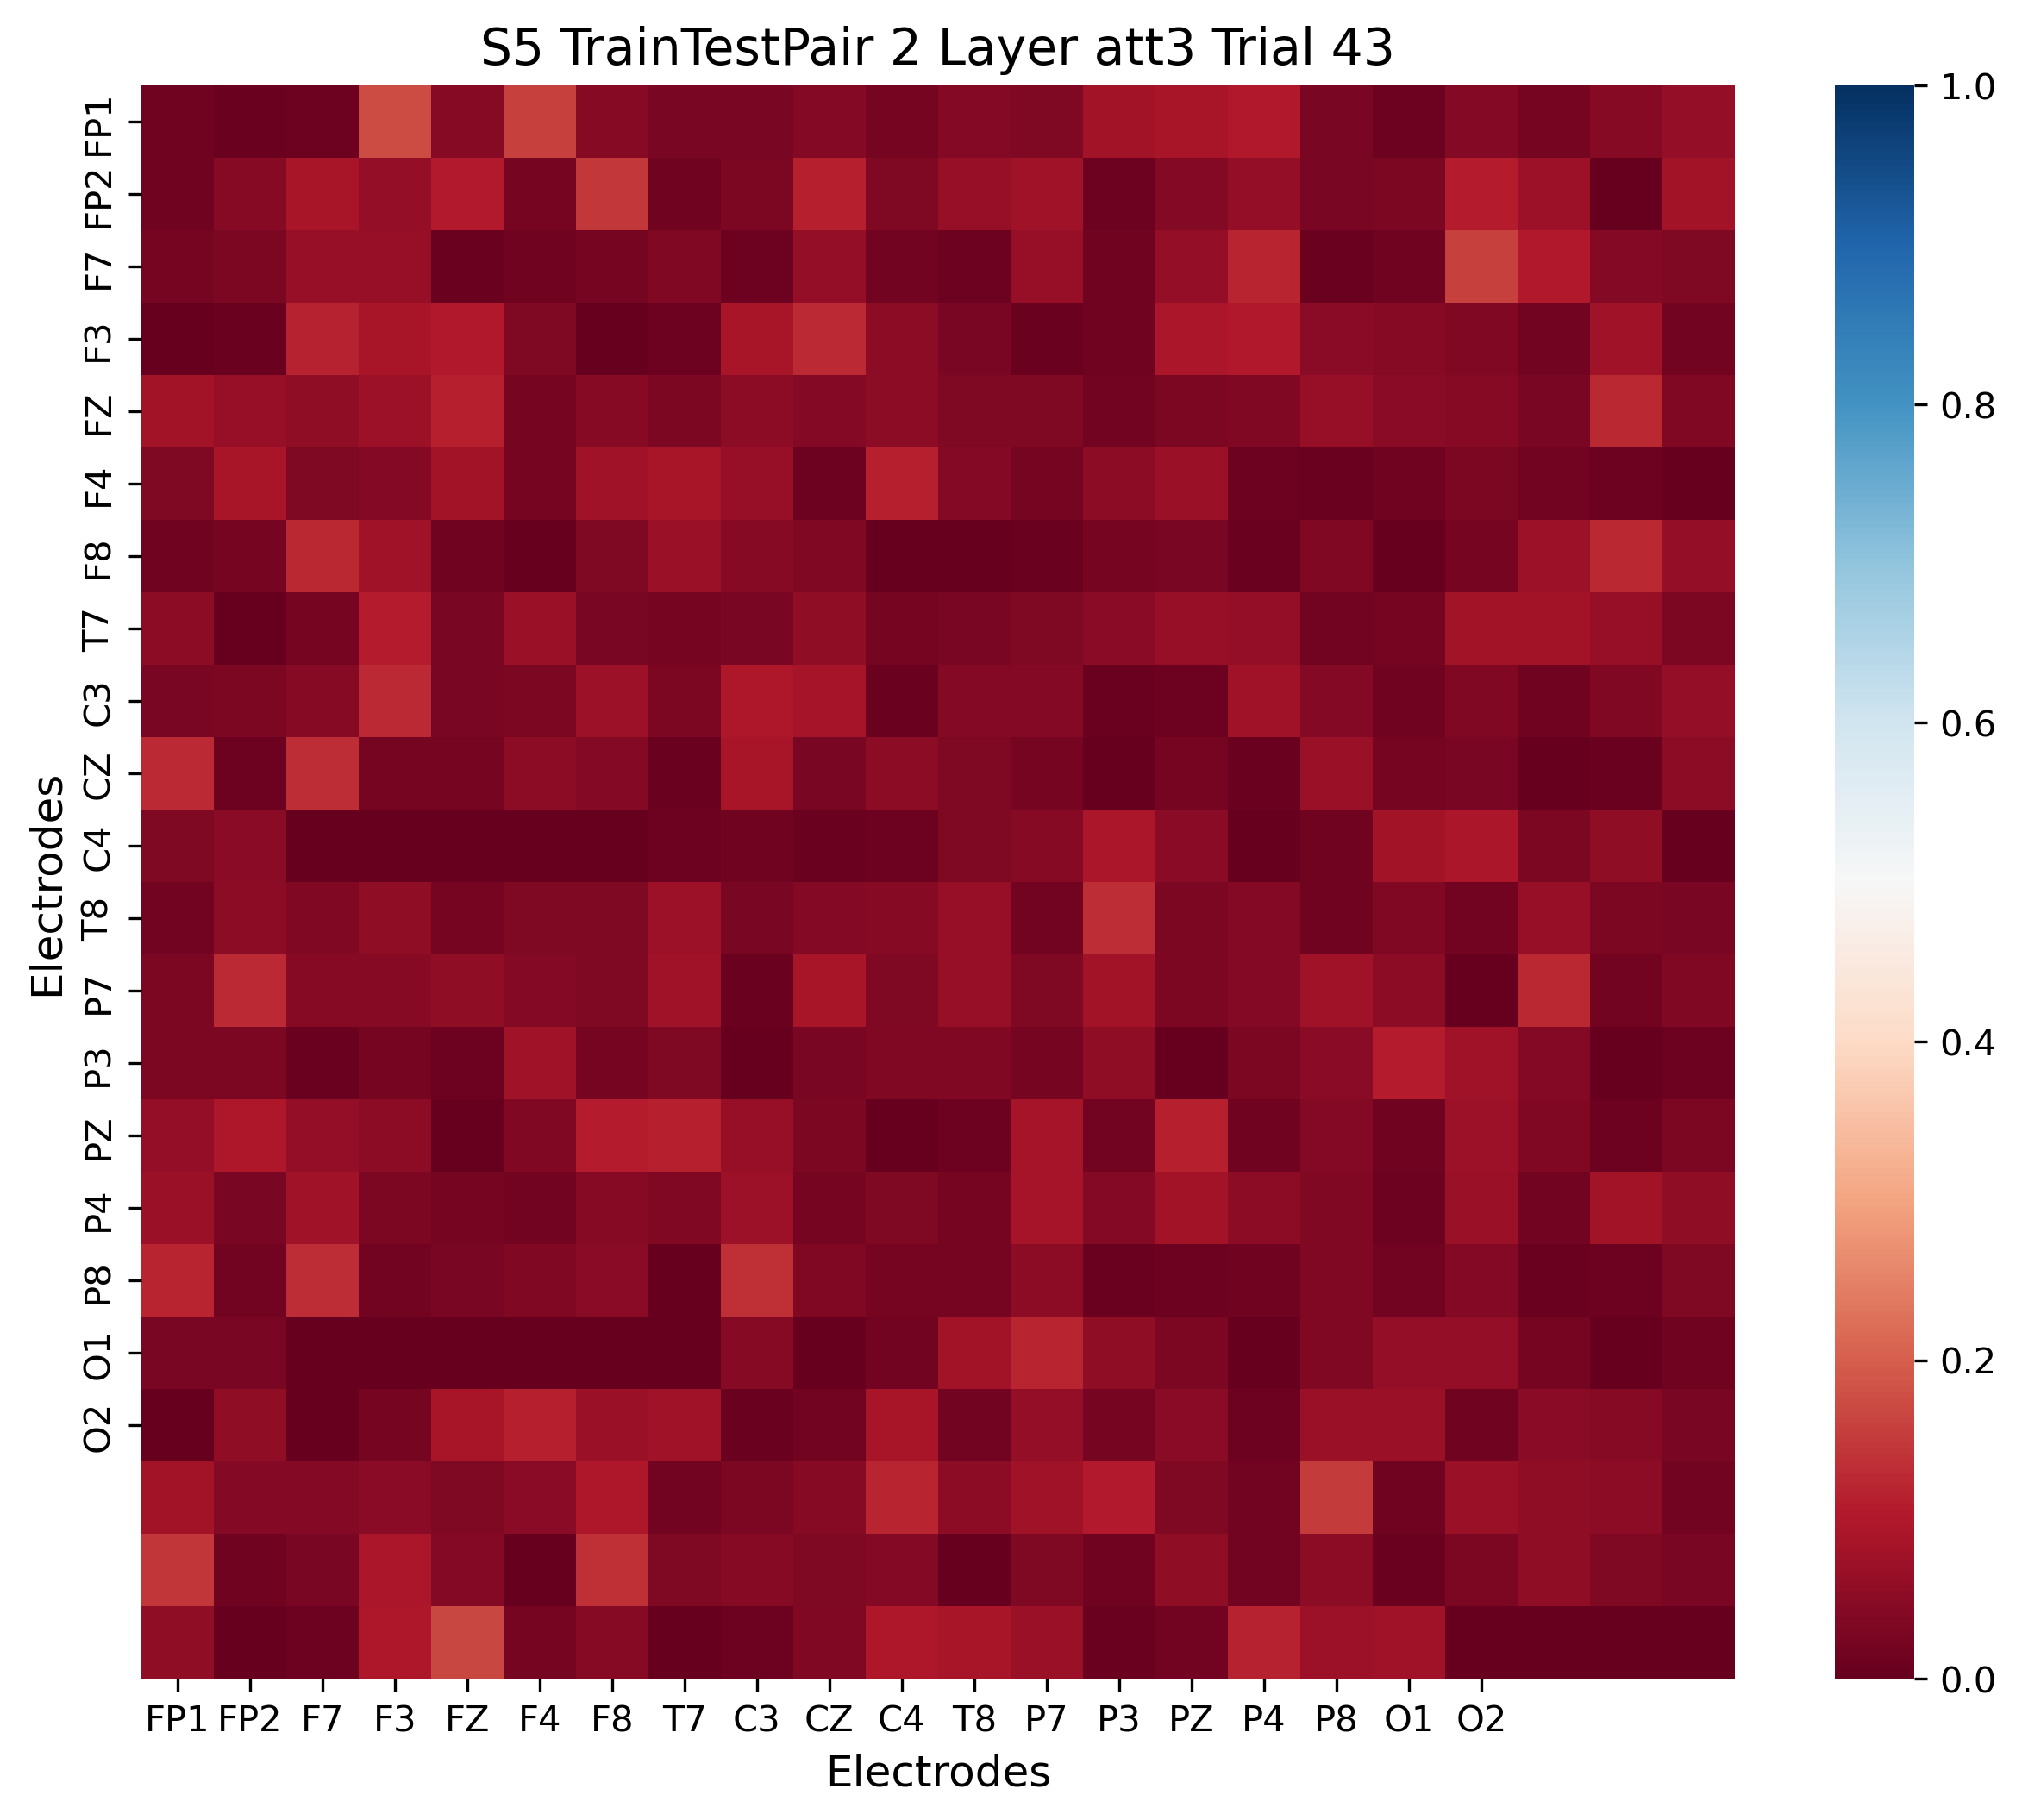 S5 TrainTestPair 2 Layer att3 Trial 43
Electrodes
FP1
FP2
F7
F3
FZ
F4
F8
T7
C3
CZ
C4
T8
P7
P3
PZ
P4
P8
O1
O2
FP1 FP2 F7 F3 FZ F4 F8 T7 C3 CZ C4 T8 P7 P3 PZ P4 P8 O1 O2
Electrodes
1.0
0.8
0.6
0.4
0.2
0.0